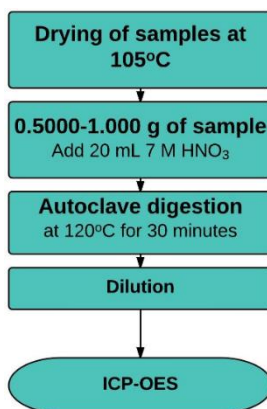 Drying of samples at
105°C
0.5000-1.000 g of sample
Add 20 mL 7 M HNO₃
Autoclave digestion
at 120°C for 30 minutes
Dilution
ICP-OES